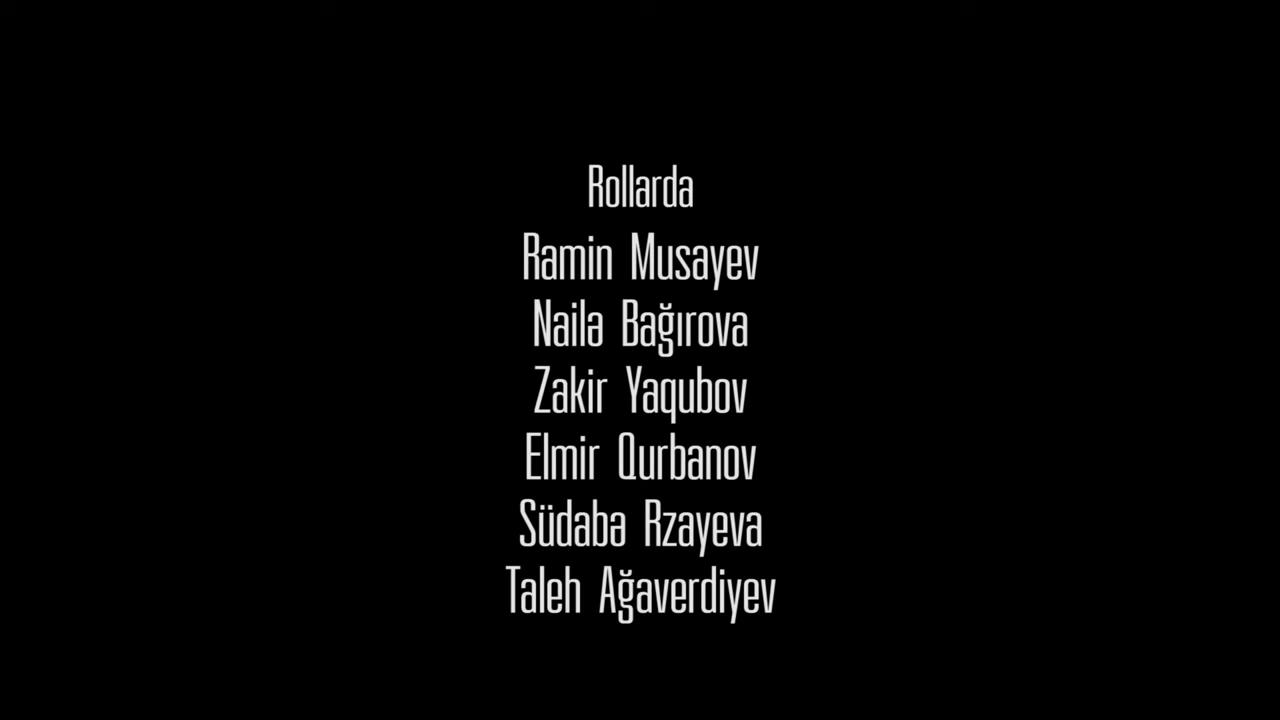 Rollarda
Ramin Musayev
Nailə Bağırova
Zakir Yaqubov
Elmir Qurbanov
Südabə Rzayeva
Taleh Ağaverdiyev